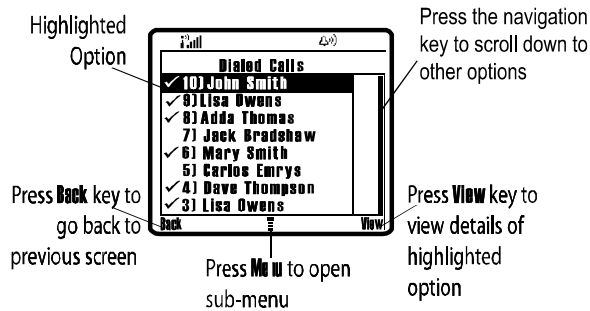 Highlighted
Option
Press the navigation
key to scroll down to
other options
Dialed Calls
✓ 10) John Smith
✓ 9) Lisa Owens
✓ 8) Adda Thomas
7) Jack Bradshaw
✓ 6) Mary Smith
5) Carlos Emrys
✓ 4) Dave Thompson
✓ 3) Lisa Owens
Back View
Press Back key to
go back to
previous screen
Press Menu to open
sub-menu
Press View key to
view details of
highlighted
option